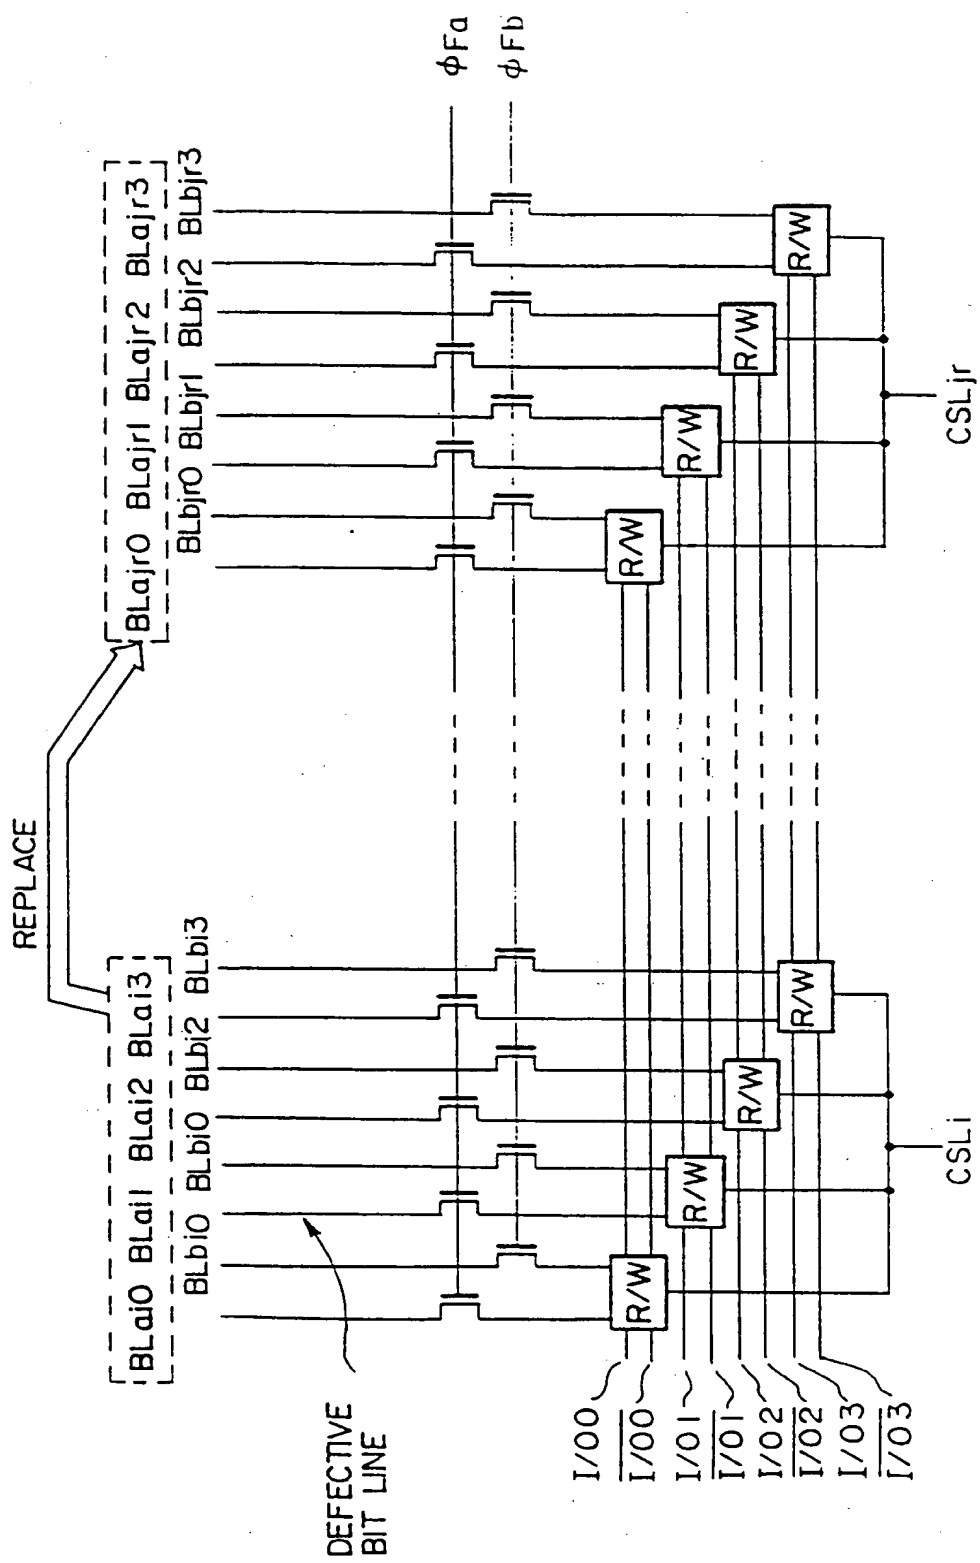 REPLACE
BLai0 BLai1 BLai2 BLai3
BLajr0 BLajr1 BLajr2 BLajr3
BLbi0 BLbi0 BLbi2 BLbi3
BLbjr0 BLbjr1 BLbjr2 BLbjr3
DEFECTIVE
BIT LINE
φFa
φFb
I/O0
I/O0
I/O1
I/O1
I/O2
I/O2
I/O3
I/O3
R/W
R/W
R/W
R/W
R/W
R/W
R/W
R/W
CSLi
CSLjr